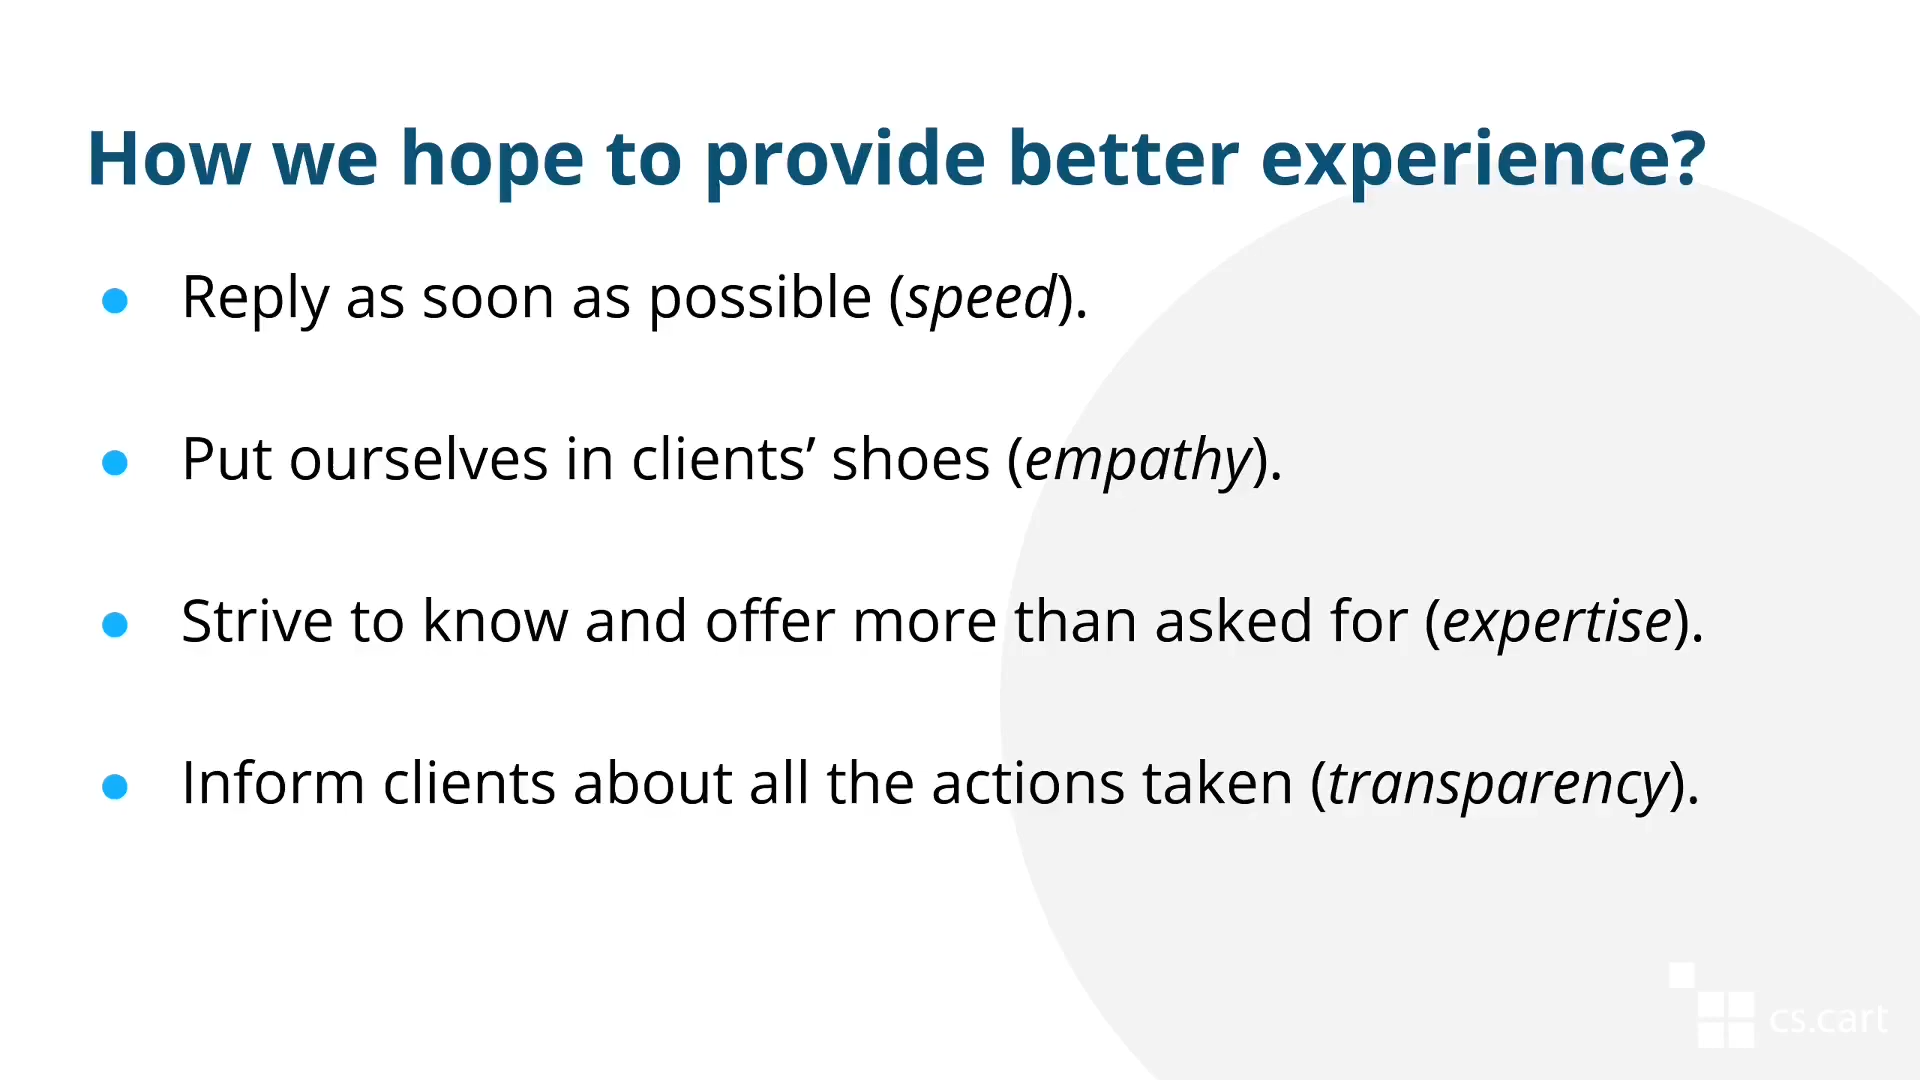 How we hope to provide better experience?
Reply as soon as possible (speed).
Put ourselves in clients’ shoes (empathy).
Strive to know and offer more than asked for (expertise).
Inform clients about all the actions taken (transparency).
cs.cart